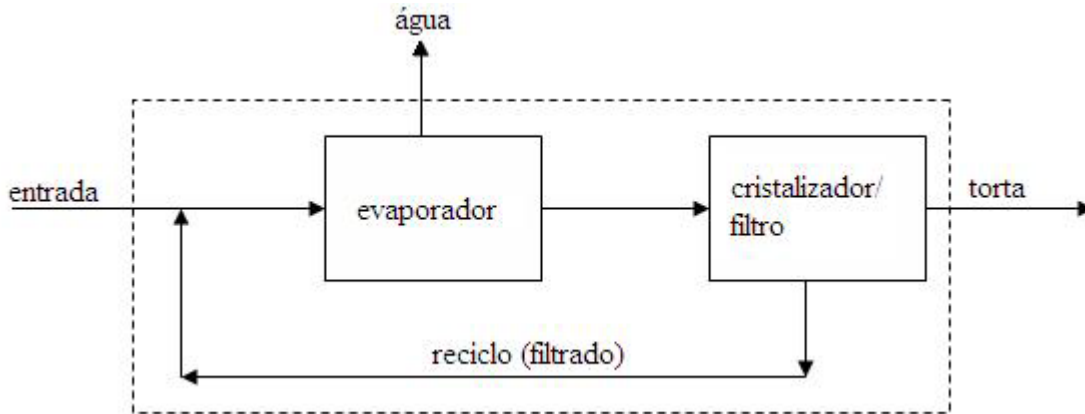 água
entrada
evaporador
cristalizador/
filtro
torta
reciclo (filtrado)